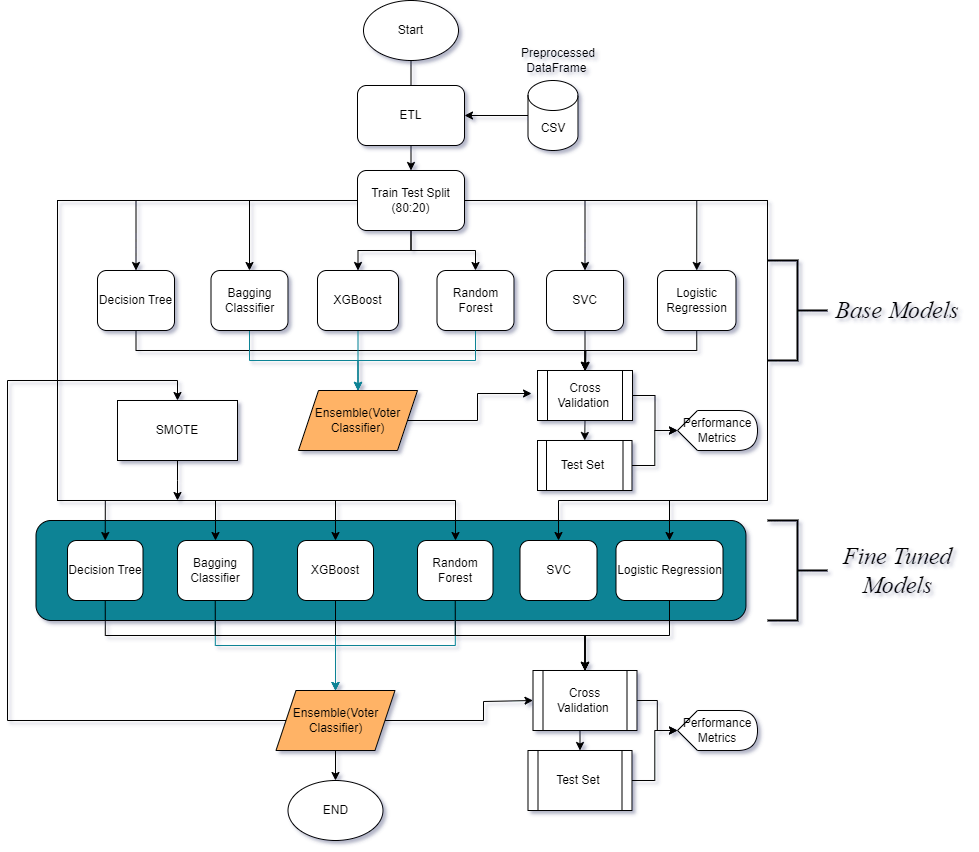 Start
Preprocessed
DataFrame
ETL
CSV
Train Test Split
(80:20)
Decision Tree
Bagging
Classifier
XGBoost
Random
Forest
SVC
Logistic
Regression
Base Models
Ensemble(Voter
Classifier)
Cross
Validation
Performance
Metrics
SMOTE
Test Set
Decision Tree
Bagging
Classifier
XGBoost
Random
Forest
SVC
Logistic Regression
Fine Tuned
Models
Ensemble(Voter
Classifier)
Cross
Validation
Performance
Metrics
Test Set
END